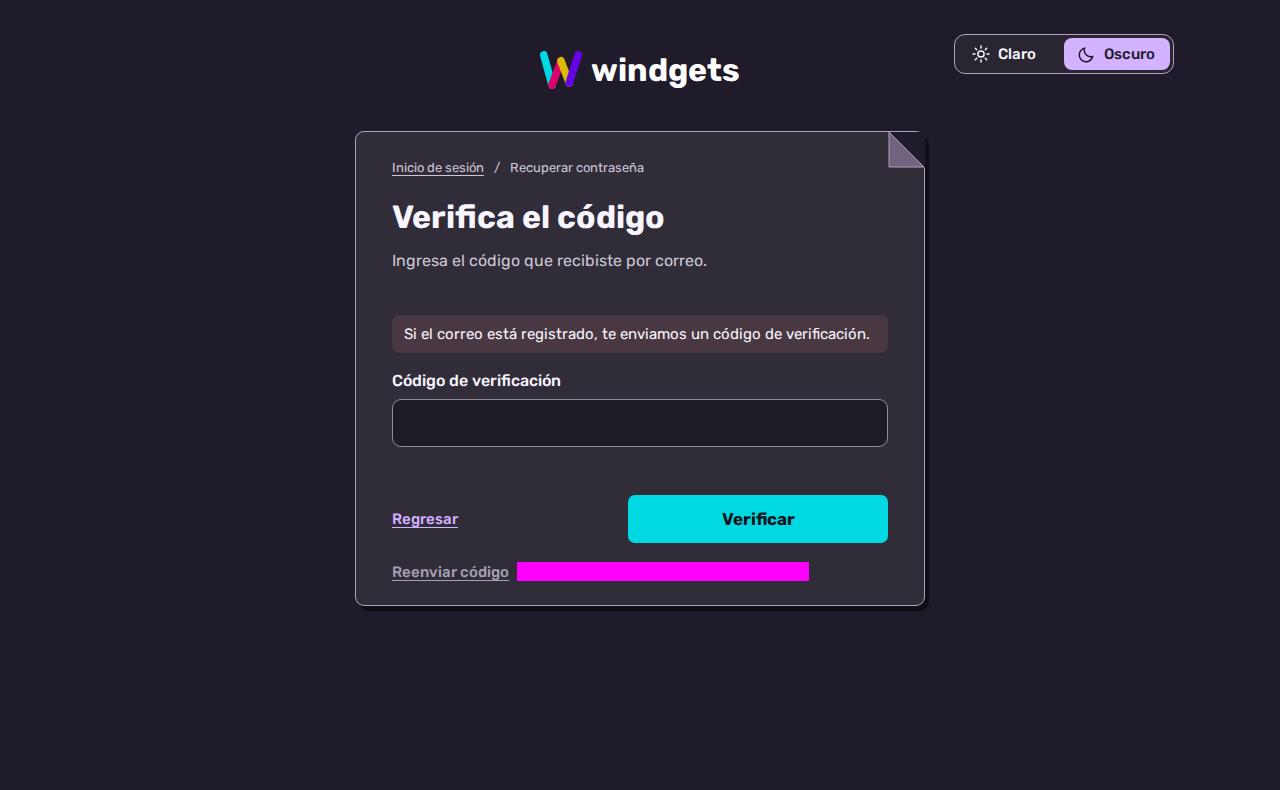 windgets
Claro
Oscuro
Inicio de sesión / Recuperar contraseña
Verifica el código
Ingresa el código que recibiste por correo.
Si el correo está registrado, te enviamos un código de verificación.
Código de verificación
Regresar
Verificar
Reenviar código